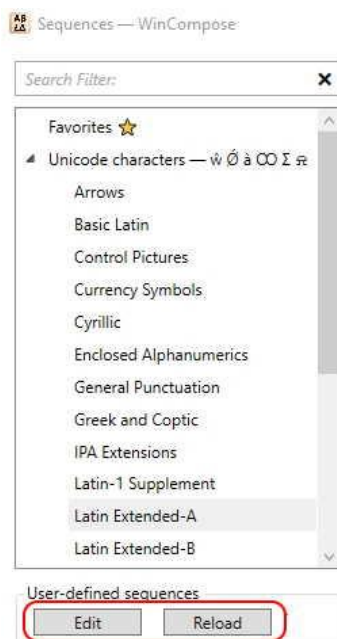 Sequences — WinCompose
Search Filter:
Favorites
Unicode characters — ŵ Ǿ à ꝏ Σ
Arrows
Basic Latin
Control Pictures
Currency Symbols
Cyrillic
Enclosed Alphanumerics
General Punctuation
Greek and Coptic
IPA Extensions
Latin-1 Supplement
Latin Extended-A
Latin Extended-B
User-defined sequences
Edit Reload